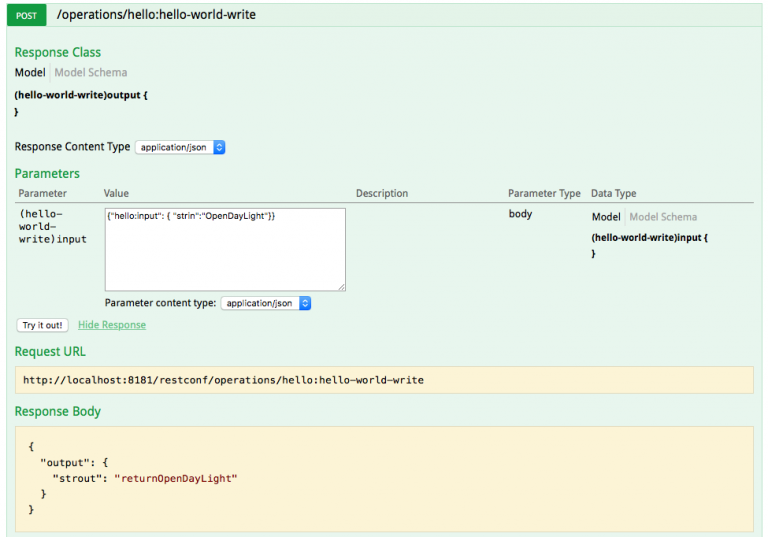 POST /operations/hello:hello-world-write
Response Class
Model Model Schema
(hello-world-write)output {
}
Response Content Type application/json
Parameters
Parameter Value Description Parameter Type Data Type
(hello-world-write)input {"hello:input": { "strin":"OpenDayLight"}} body Model Model Schema
(hello-world-write)input {
}
Parameter content type: application/json
Try it out! Hide Response
Request URL
http://localhost:8181/restconf/operations/hello:hello-world-write
Response Body
{
"output": {
"strout": "returnOpenDayLight"
}
}